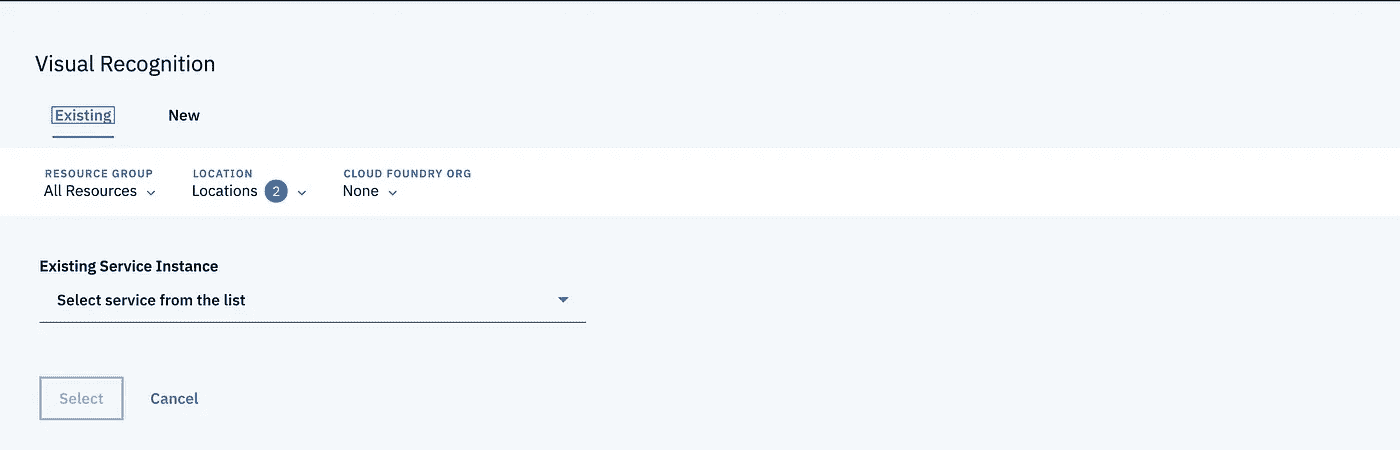 Visual Recognition
Existing New
RESOURCE GROUP LOCATION CLOUD FOUNDRY ORG
All Resources Locations 2 None
Existing Service Instance
Select service from the list
Select Cancel